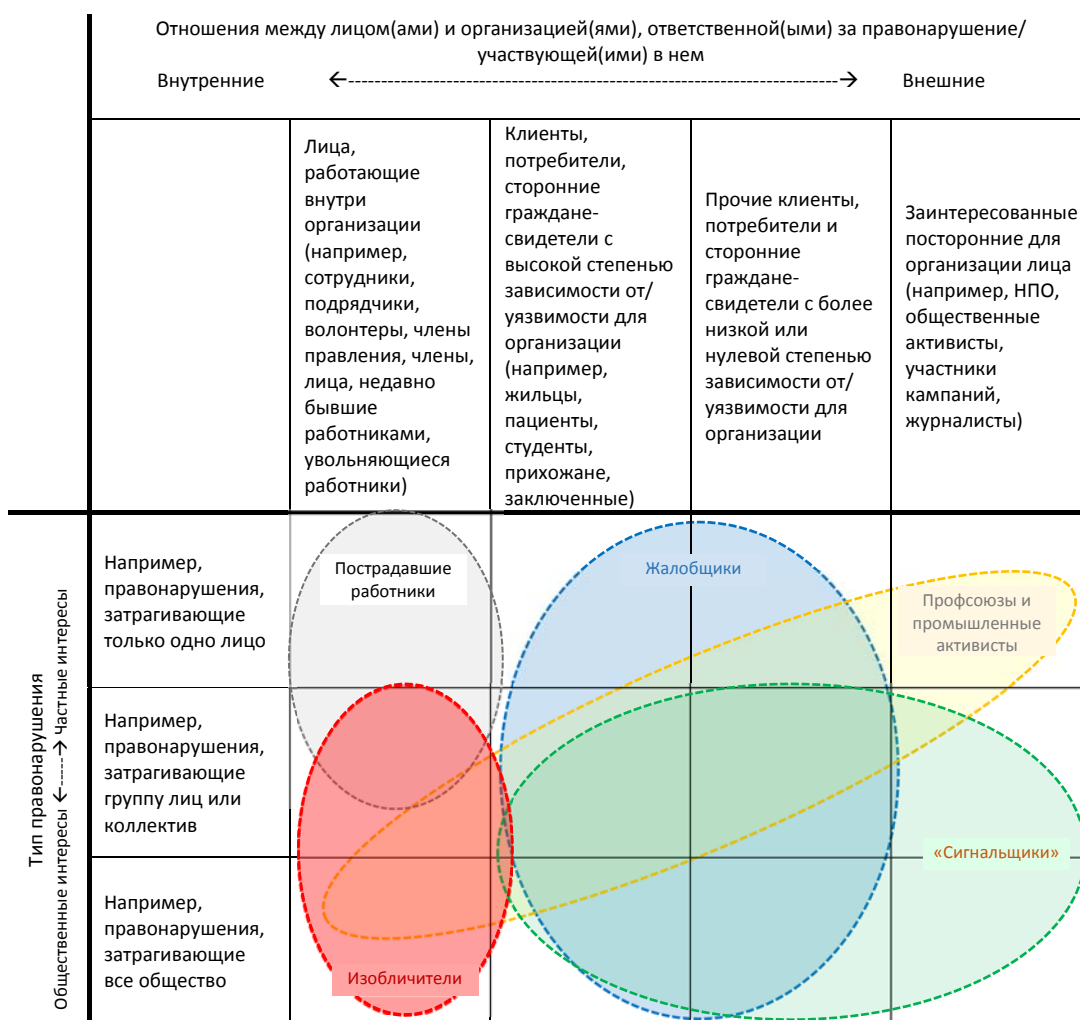 Отношения между лицом(ами) и организацией(ями), ответственной(ыми) за правонарушение/
участвующей(ими) в нем
Внутренние ←---------------------------------------------------------------→ Внешние
Лица,
работающие
внутри
организации
(например,
сотрудники,
подрядчики,
волонтеры, члены
правления, члены,
лица, недавно
бывшие
работниками,
увольняющиеся
работники)
Клиенты,
потребители,
сторонние
граждане-
свидетели с
высокой степенью
зависимости от/
уязвимости для
организации
(например,
жильцы,
пациенты,
студенты,
прихожане,
заключенные)
Прочие клиенты,
потребители и
сторонние
граждане-
свидетели с более
низкой или
нулевой степенью
зависимости от/
уязвимости для
организации
Заинтересованные
посторонние для
организации лица
(например, НПО,
общественные
активисты,
участники
кампаний,
журналисты)
Тип правонарушения
Общественные интересы ←------→ Частные интересы
Например,
правонарушения,
затрагивающие
только одно лицо
Пострадавшие
работники
Жалобщики
Профсоюзы и
промышленные
активисты
Например,
правонарушения,
затрагивающие
группу лиц или
коллектив
«Сигнальщики»
Например,
правонарушения,
затрагивающие
все общество
Изобличители